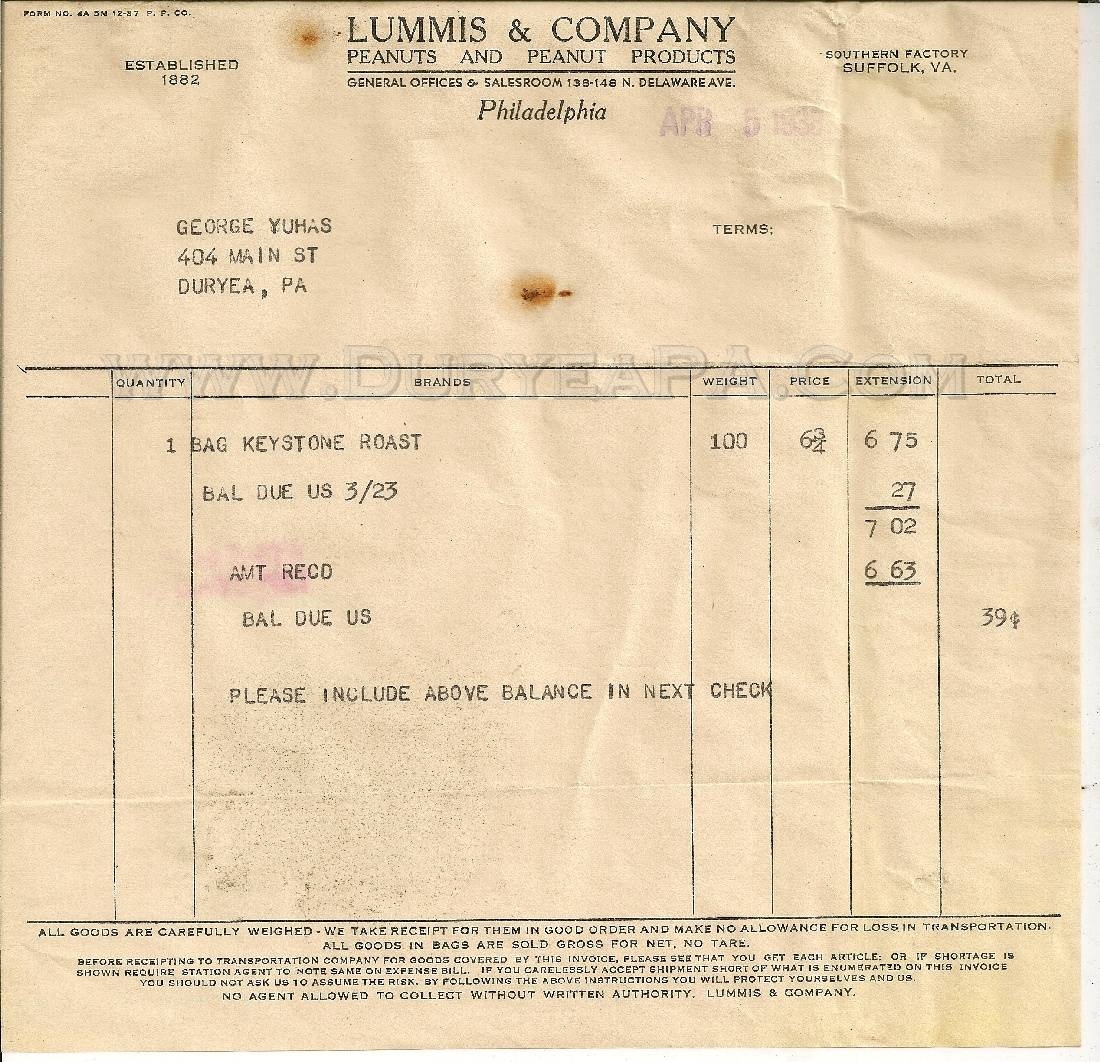 FORM NO. 4A 5M 12-37 P. P. CO.
LUMMIS & COMPANY
PEANUTS AND PEANUT PRODUCTS
ESTABLISHED
1882
SOUTHERN FACTORY
SUFFOLK, VA.
GENERAL OFFICES & SALESROOM 138-148 N. DELAWARE AVE.
Philadelphia
APR 5
GEORGE YUHAS
404 MAIN ST
DURYEA, PA
TERMS:
WWW.DURYEAPA.COM
QUANTITY BRANDS WEIGHT PRICE EXTENSION TOTAL
1 BAG KEYSTONE ROAST 100 6¾ 6 75
BAL DUE US 3/23 27
7 02
AMT RECD 6 63
BAL DUE US 39¢
PLEASE INCLUDE ABOVE BALANCE IN NEXT CHECK
ALL GOODS ARE CAREFULLY WEIGHED - WE TAKE RECEIPT FOR THEM IN GOOD ORDER AND MAKE NO ALLOWANCE FOR LOSS IN TRANSPORTATION.
ALL GOODS IN BAGS ARE SOLD GROSS FOR NET, NO TARE.
BEFORE RECEIPTING TO TRANSPORTATION COMPANY FOR GOODS COVERED BY THIS INVOICE, PLEASE SEE THAT YOU GET EACH ARTICLE; OR IF SHORTAGE IS
SHOWN REQUIRE STATION AGENT TO NOTE SAME ON EXPENSE BILL. IF YOU CARELESSLY ACCEPT SHIPMENT SHORT OF WHAT IS ENUMERATED ON THIS INVOICE
YOU SHOULD NOT ASK US TO ASSUME THE RISK. BY FOLLOWING THE ABOVE INSTRUCTIONS YOU WILL PROTECT YOURSELVES AND US.
NO AGENT ALLOWED TO COLLECT WITHOUT WRITTEN AUTHORITY. LUMMIS & COMPANY.